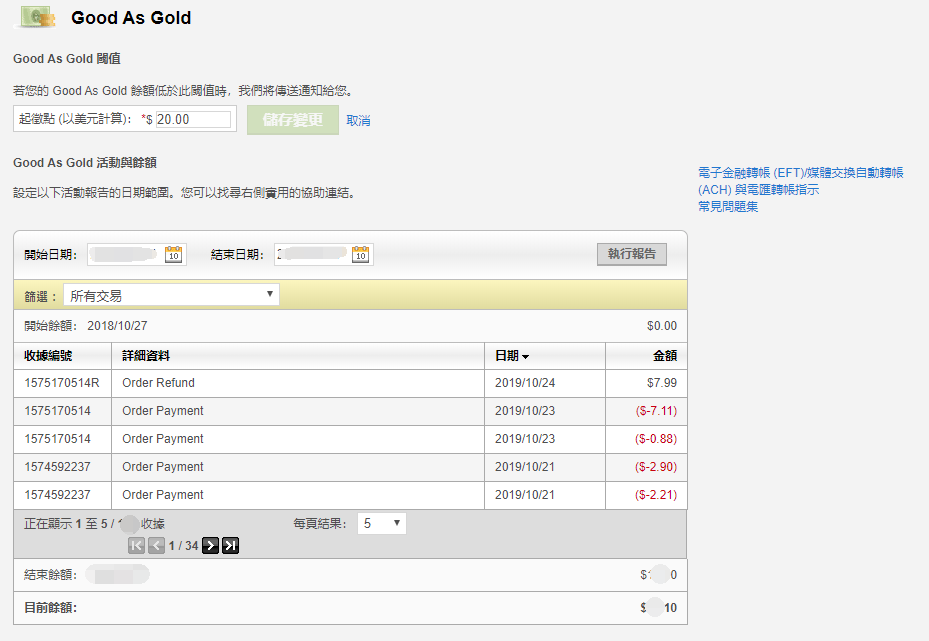 Good As Gold
Good As Gold 閾值
若您的 Good As Gold 餘額低於此閾值時，我們將傳送通知給您。
起徵點 (以美元計算)： *$ 20.00 儲存變更 取消
Good As Gold 活動與餘額
設定以下活動報告的日期範圍。您可以找尋右側實用的協助連結。
電子金融轉帳 (EFT)/媒體交換自動轉帳
(ACH) 與電匯轉帳指示
常見問題集
開始日期： 10 結束日期： 10 執行報告
篩選： 所有交易
開始餘額： 2018/10/27 $0.00
收據編號 詳細資料 日期 金額
1575170514R Order Refund 2019/10/24 $7.99
1575170514 Order Payment 2019/10/23 ($-7.11)
1575170514 Order Payment 2019/10/23 ($-0.88)
1574592237 Order Payment 2019/10/21 ($-2.90)
1574592237 Order Payment 2019/10/21 ($-2.21)
正在顯示 1 至 5 / 收據 每頁結果： 5
1 / 34
結束餘額： $ 0
目前餘額： $ 10